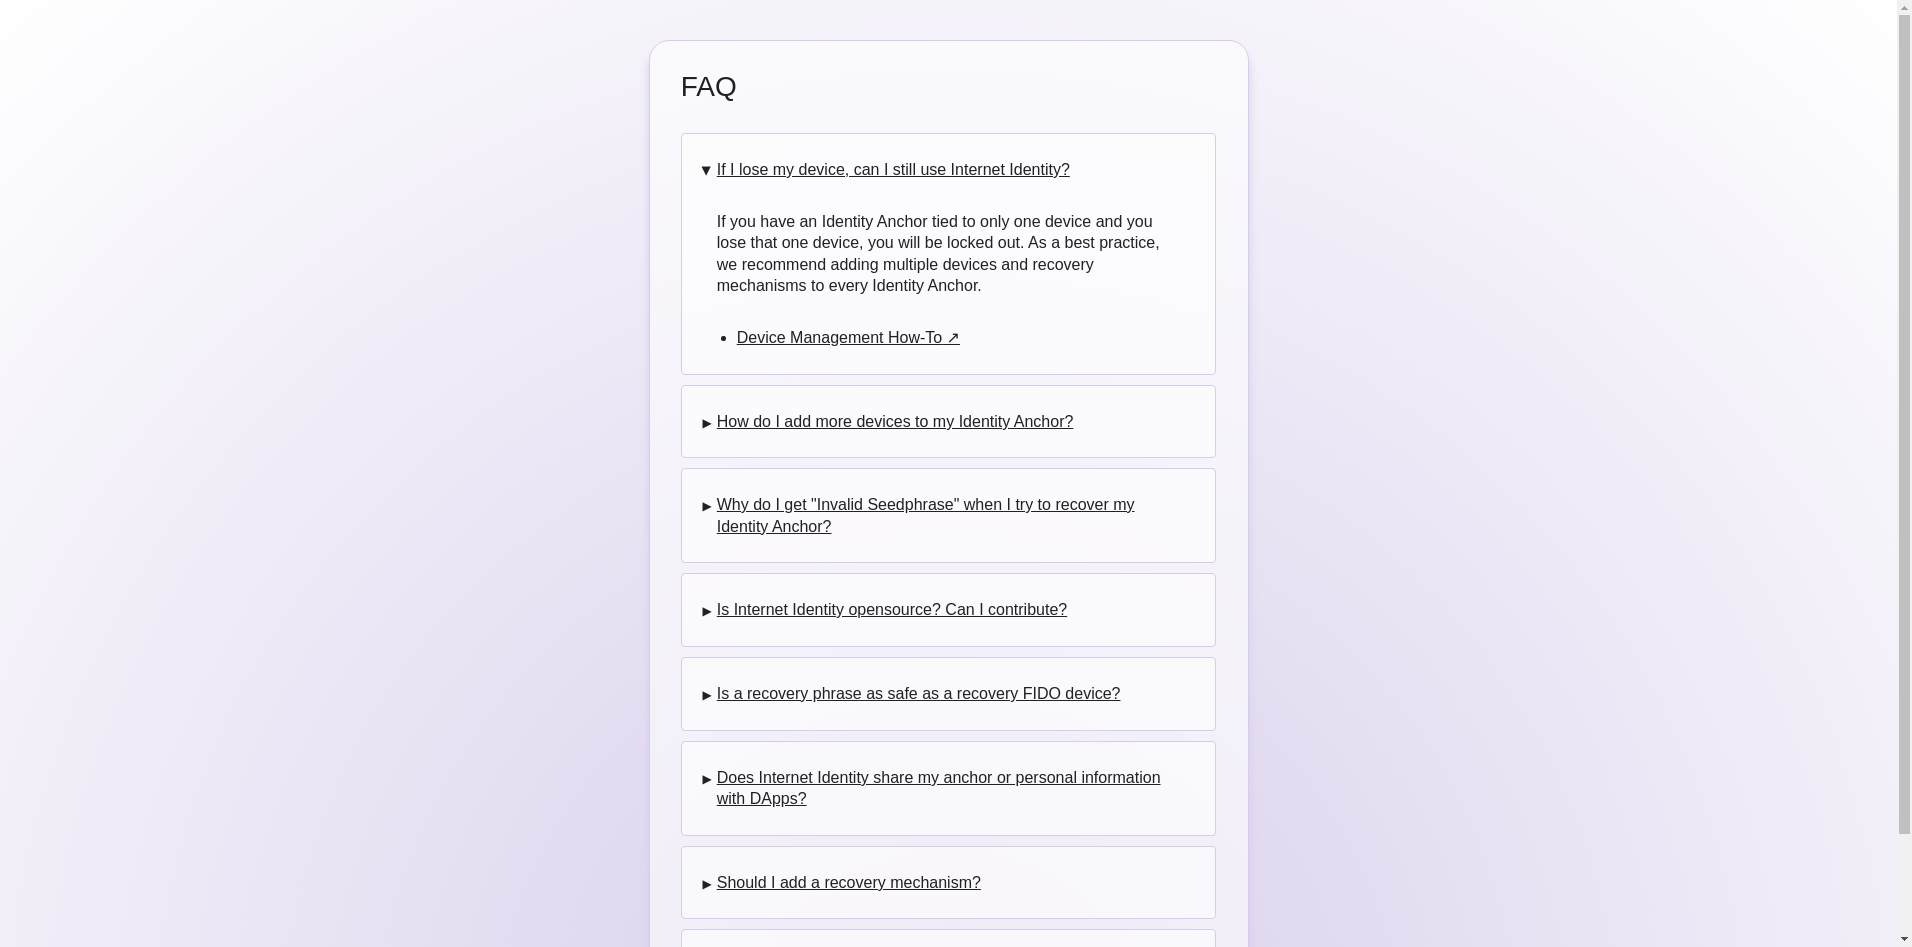 FAQ
▼ If I lose my device, can I still use Internet Identity?
If you have an Identity Anchor tied to only one device and you
lose that one device, you will be locked out. As a best practice,
we recommend adding multiple devices and recovery
mechanisms to every Identity Anchor.
• Device Management How-To ↗
▶ How do I add more devices to my Identity Anchor?
▶ Why do I get "Invalid Seedphrase" when I try to recover my
Identity Anchor?
▶ Is Internet Identity opensource? Can I contribute?
▶ Is a recovery phrase as safe as a recovery FIDO device?
▶ Does Internet Identity share my anchor or personal information
with DApps?
▶ Should I add a recovery mechanism?